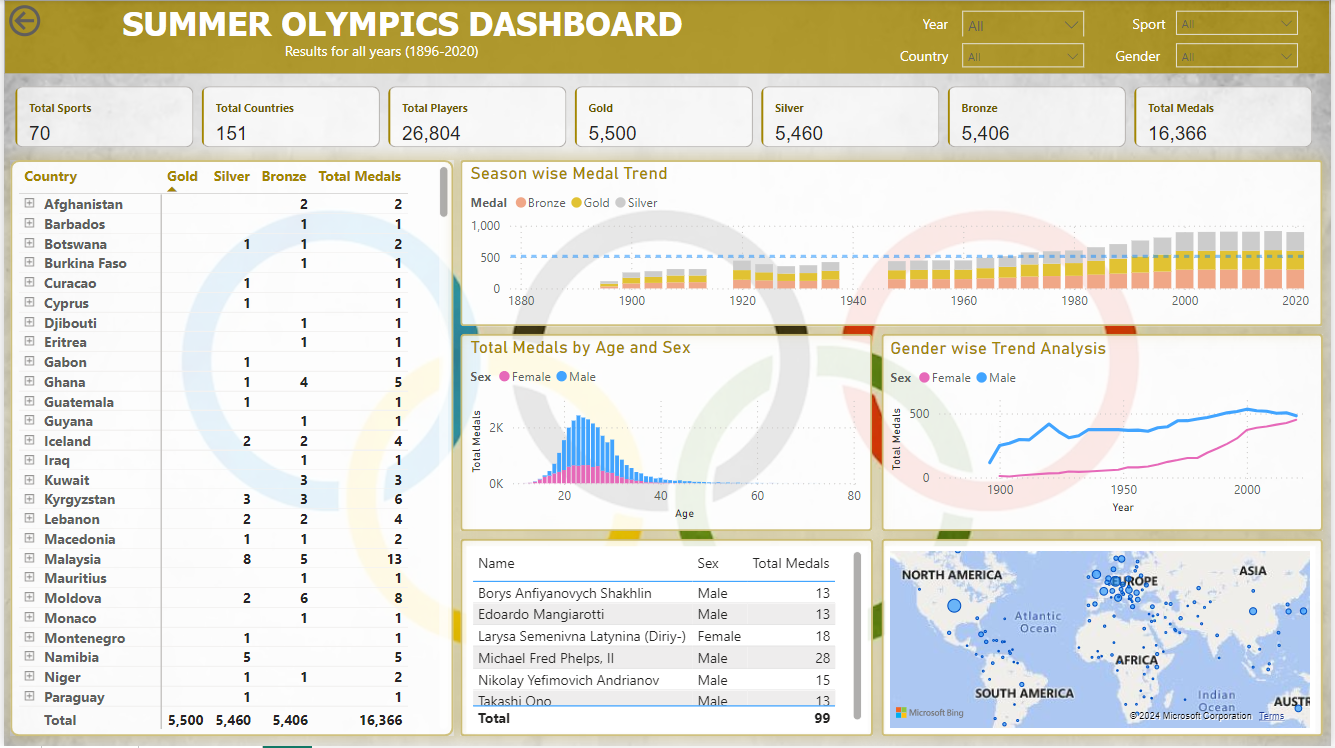 SUMMER OLYMPICS DASHBOARD
Results for all years (1896-2020)
Year All Sport All
Country All Gender All
Total Sports
70
Total Countries
151
Total Players
26,804
Gold
5,500
Silver
5,460
Bronze
5,406
Total Medals
16,366
Country Gold Silver Bronze Total Medals
Afghanistan 2 2
Barbados 1 1
Botswana 1 1 2
Burkina Faso 1 1
Curacao 1 1
Cyprus 1 1
Djibouti 1 1
Eritrea 1 1
Gabon 1 1
Ghana 1 4 5
Guatemala 1 1
Guyana 1 1
Iceland 2 2 4
Iraq 1 1
Kuwait 3 3
Kyrgyzstan 3 3 6
Lebanon 2 2 4
Macedonia 1 1 2
Malaysia 8 5 13
Mauritius 1 1
Moldova 2 6 8
Monaco 1 1
Montenegro 1 1
Namibia 5 5
Niger 1 1 2
Paraguay 1 1
Total 5,500 5,460 5,406 16,366
Season wise Medal Trend
Medal Bronze Gold Silver
1,000
500
0
1880 1900 1920 1940 1960 1980 2000 2020
Total Medals by Age and Sex
Sex Female Male
Total Medals
2K
0K
20 40 60 80
Age
Gender wise Trend Analysis
Sex Female Male
Total Medals
500
0
1900 1950 2000
Year
Name Sex Total Medals
Borys Anfiyanovych Shakhlin Male 13
Edoardo Mangiarotti Male 13
Larysa Semenivna Latynina (Diriy-) Female 18
Michael Fred Phelps, II Male 28
Nikolay Yefimovich Andrianov Male 15
Takashi Ono Male 13
Total 99
NORTH AMERICA
EUROPE
ASIA
Atlantic
Ocean
AFRICA
SOUTH AMERICA
Indian
Ocean
AUSTR
Microsoft Bing
©2024 Microsoft Corporation Terms